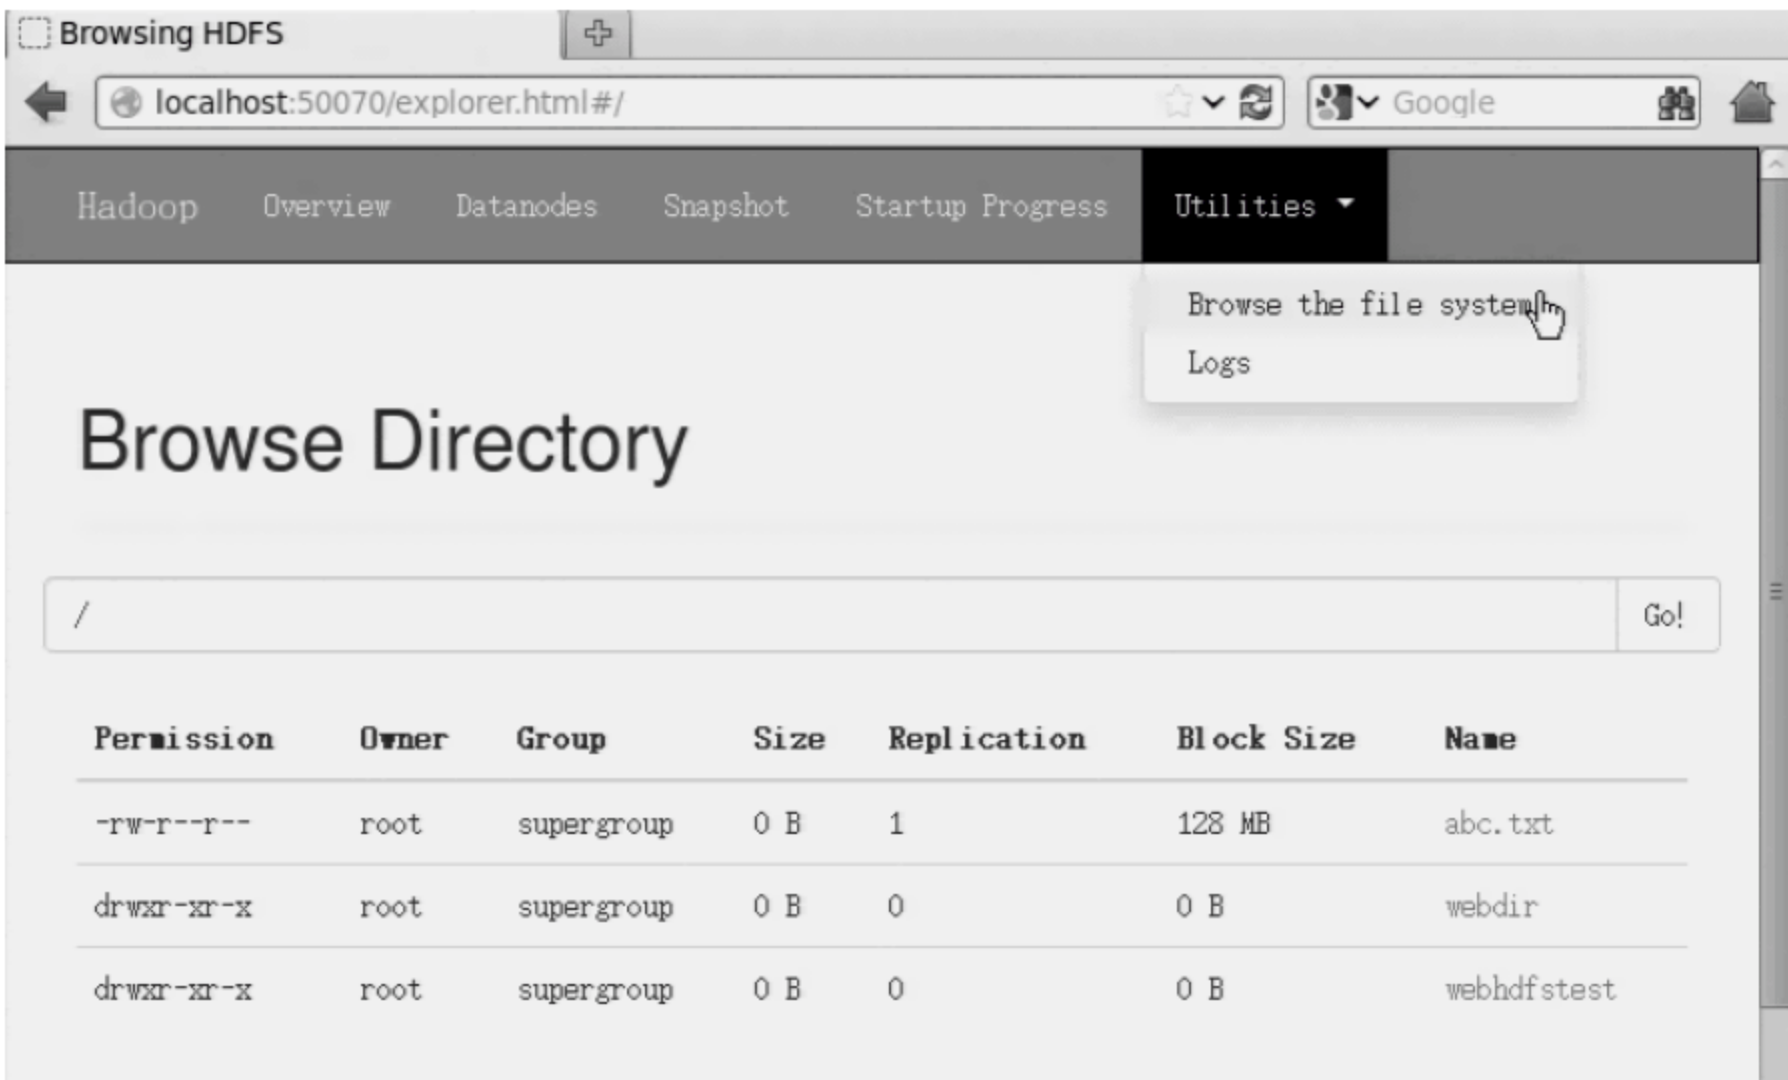 Browsing HDFS
localhost:50070/explorer.html#/ Google
Hadoop Overview Datanodes Snapshot Startup Progress Utilities
Browse the file system
Logs
Browse Directory
/ Go!
Permission Owner Group Size Replication Block Size Name
-rw-r--r-- root supergroup 0 B 1 128 MB abc.txt
drwxr-xr-x root supergroup 0 B 0 0 B webdir
drwxr-xr-x root supergroup 0 B 0 0 B webhdfstest